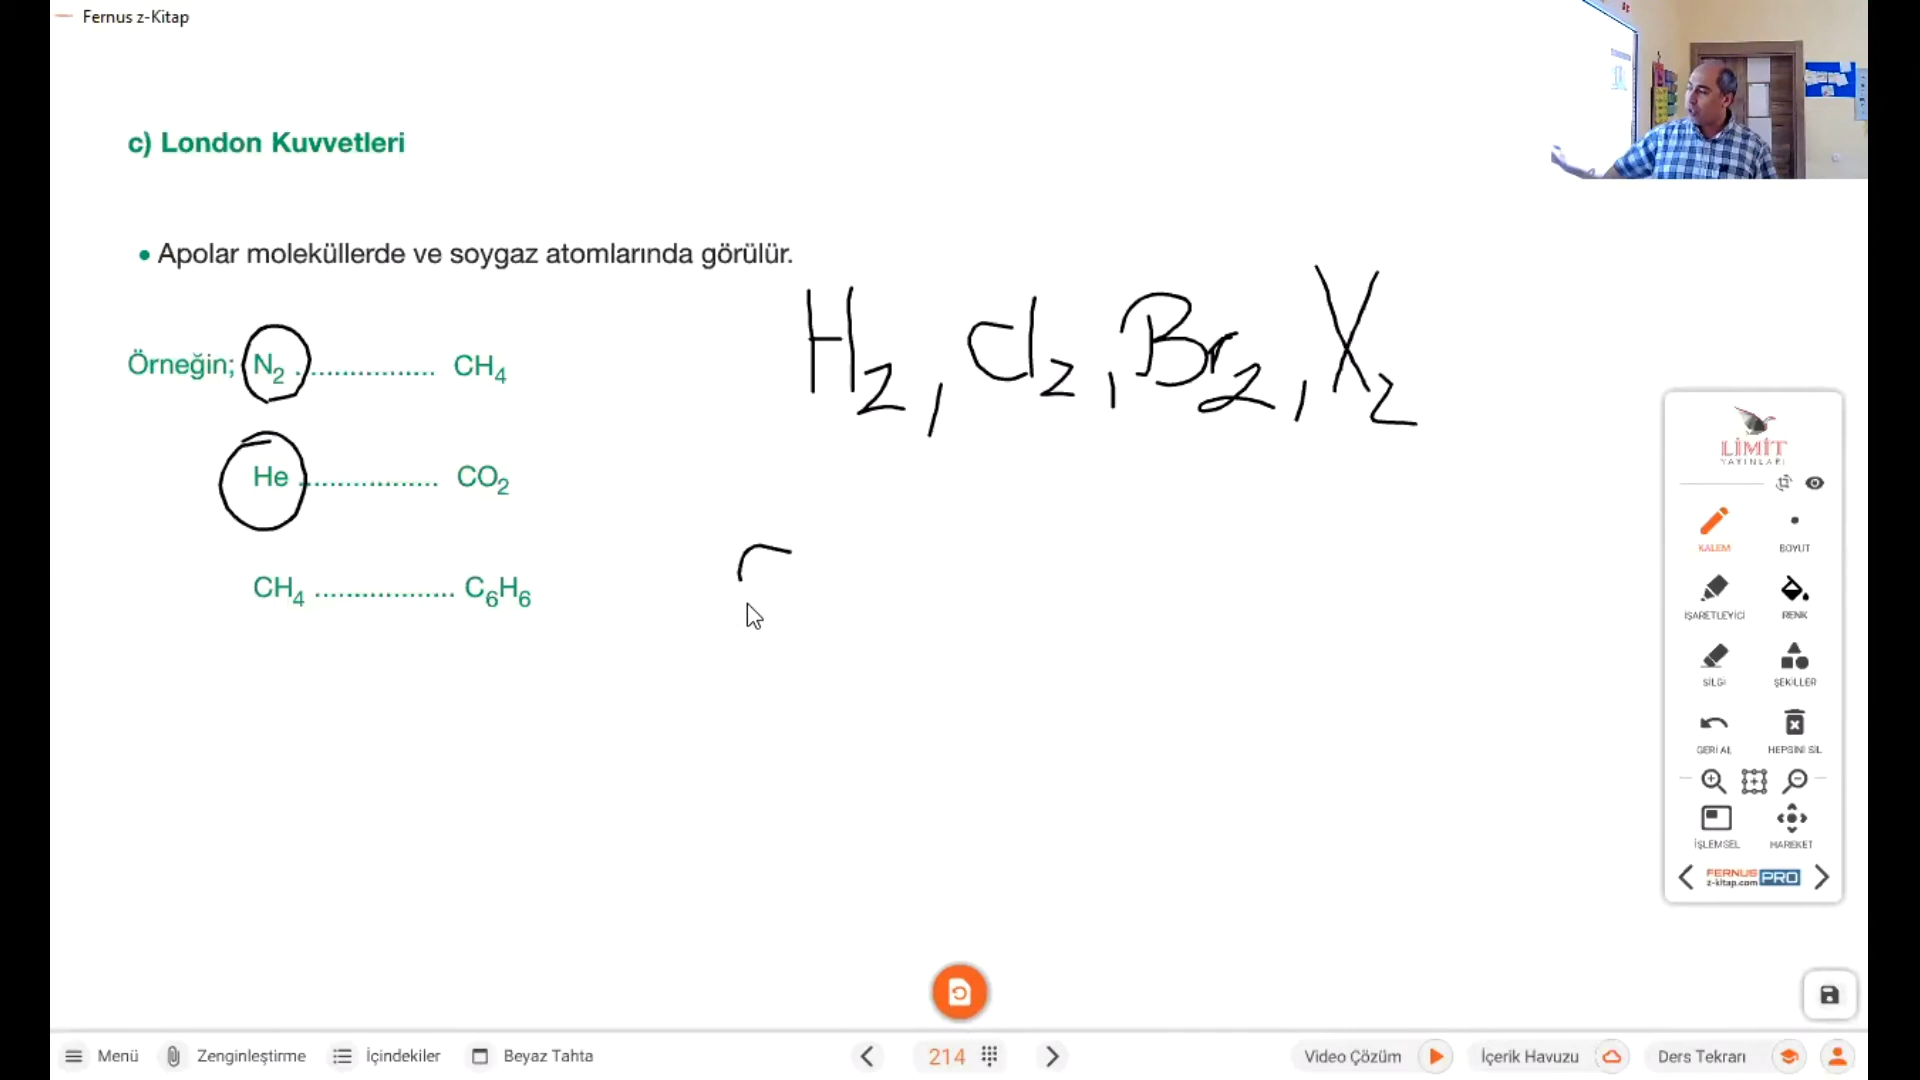 Fernus z-Kitap
c) London Kuvvetleri
• Apolar moleküllerde ve soygaz atomlarında görülür.
H2, Cl2, Br2, X2
Örneğin; N2 .................. CH4
He .................. CO2
CH4 .................. C6H6
LİMİT
YAYINLARI
KALEM BOYUT
İŞARETLEYİCİ RENK
SİLGİ ŞEKİLLER
GERİ AL HEPSİNİ SİL
İŞLEMSEL HAREKET
FERNUS PRO
z-kitap.com
Menü Zenginleştirme İçindekiler Beyaz Tahta 214 Video Çözüm İçerik Havuzu Ders Tekrarı